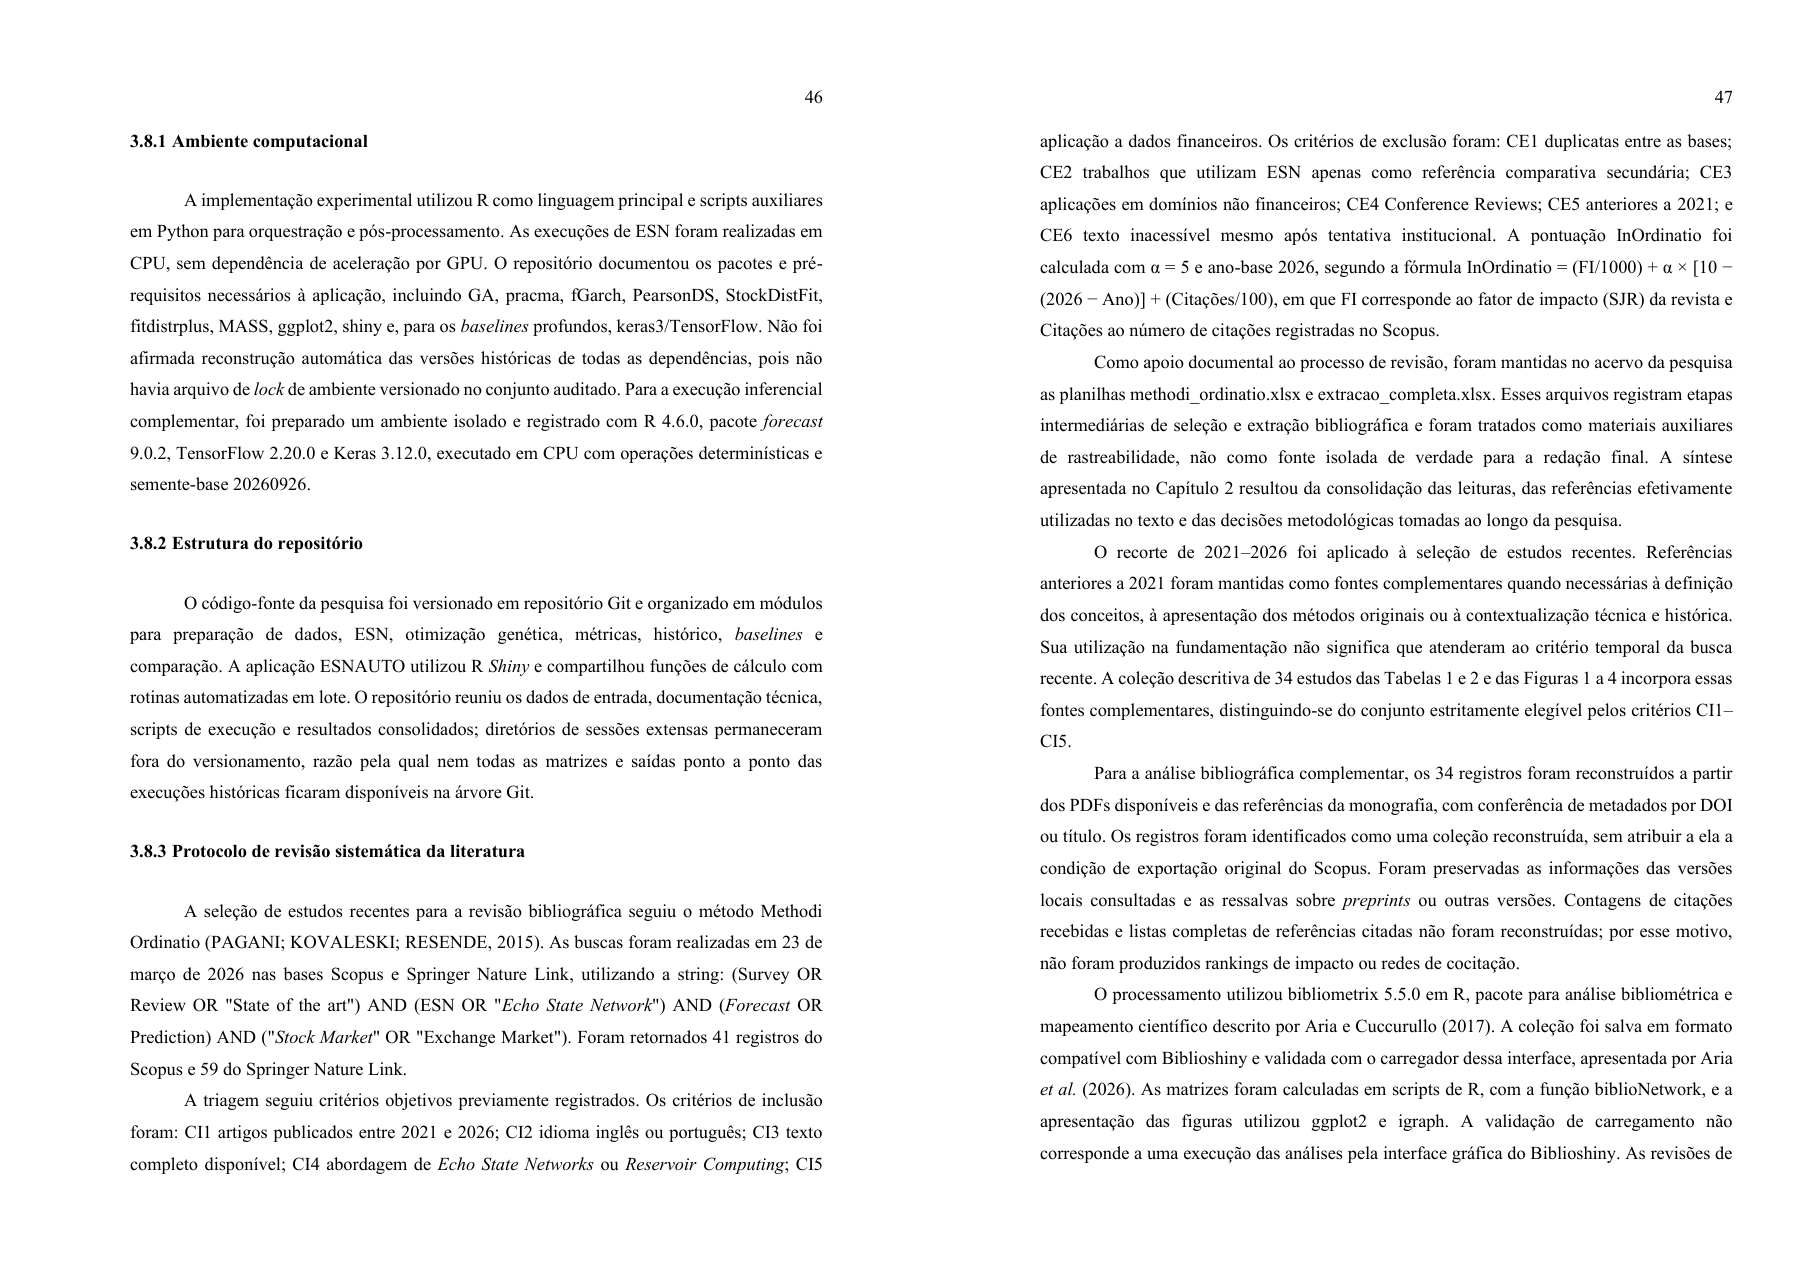 46
3.8.1 Ambiente computacional
A implementação experimental utilizou R como linguagem principal e scripts auxiliares
em Python para orquestração e pós-processamento. As execuções de ESN foram realizadas em
CPU, sem dependência de aceleração por GPU. O repositório documentou os pacotes e pré-
requisitos necessários à aplicação, incluindo GA, pracma, fGarch, PearsonDS, StockDistFit,
fitdistrplus, MASS, ggplot2, shiny e, para os baselines profundos, keras3/TensorFlow. Não foi
afirmada reconstrução automática das versões históricas de todas as dependências, pois não
havia arquivo de lock de ambiente versionado no conjunto auditado. Para a execução inferencial
complementar, foi preparado um ambiente isolado e registrado com R 4.6.0, pacote forecast
9.0.2, TensorFlow 2.20.0 e Keras 3.12.0, executado em CPU com operações determinísticas e
semente-base 20260926.
3.8.2 Estrutura do repositório
O código-fonte da pesquisa foi versionado em repositório Git e organizado em módulos
para preparação de dados, ESN, otimização genética, métricas, histórico, baselines e
comparação. A aplicação ESNAUTO utilizou R Shiny e compartilhou funções de cálculo com
rotinas automatizadas em lote. O repositório reuniu os dados de entrada, documentação técnica,
scripts de execução e resultados consolidados; diretórios de sessões extensas permaneceram
fora do versionamento, razão pela qual nem todas as matrizes e saídas ponto a ponto das
execuções históricas ficaram disponíveis na árvore Git.
3.8.3 Protocolo de revisão sistemática da literatura
A seleção de estudos recentes para a revisão bibliográfica seguiu o método Methodi
Ordinatio (PAGANI; KOVALESKI; RESENDE, 2015). As buscas foram realizadas em 23 de
março de 2026 nas bases Scopus e Springer Nature Link, utilizando a string: (Survey OR
Review OR "State of the art") AND (ESN OR "Echo State Network") AND (Forecast OR
Prediction) AND ("Stock Market" OR "Exchange Market"). Foram retornados 41 registros do
Scopus e 59 do Springer Nature Link.
A triagem seguiu critérios objetivos previamente registrados. Os critérios de inclusão
foram: CI1 artigos publicados entre 2021 e 2026; CI2 idioma inglês ou português; CI3 texto
completo disponível; CI4 abordagem de Echo State Networks ou Reservoir Computing; CI5
47
aplicação a dados financeiros. Os critérios de exclusão foram: CE1 duplicatas entre as bases;
CE2 trabalhos que utilizam ESN apenas como referência comparativa secundária; CE3
aplicações em domínios não financeiros; CE4 Conference Reviews; CE5 anteriores a 2021; e
CE6 texto inacessível mesmo após tentativa institucional. A pontuação InOrdinatio foi
calculada com α = 5 e ano-base 2026, segundo a fórmula InOrdinatio = (FI/1000) + α × [10 −
(2026 − Ano)] + (Citações/100), em que FI corresponde ao fator de impacto (SJR) da revista e
Citações ao número de citações registradas no Scopus.
Como apoio documental ao processo de revisão, foram mantidas no acervo da pesquisa
as planilhas methodi_ordinatio.xlsx e extracao_completa.xlsx. Esses arquivos registram etapas
intermediárias de seleção e extração bibliográfica e foram tratados como materiais auxiliares
de rastreabilidade, não como fonte isolada de verdade para a redação final. A síntese
apresentada no Capítulo 2 resultou da consolidação das leituras, das referências efetivamente
utilizadas no texto e das decisões metodológicas tomadas ao longo da pesquisa.
O recorte de 2021–2026 foi aplicado à seleção de estudos recentes. Referências
anteriores a 2021 foram mantidas como fontes complementares quando necessárias à definição
dos conceitos, à apresentação dos métodos originais ou à contextualização técnica e histórica.
Sua utilização na fundamentação não significa que atenderam ao critério temporal da busca
recente. A coleção descritiva de 34 estudos das Tabelas 1 e 2 e das Figuras 1 a 4 incorpora essas
fontes complementares, distinguindo-se do conjunto estritamente elegível pelos critérios CI1–
CI5.
Para a análise bibliográfica complementar, os 34 registros foram reconstruídos a partir
dos PDFs disponíveis e das referências da monografia, com conferência de metadados por DOI
ou título. Os registros foram identificados como uma coleção reconstruída, sem atribuir a ela a
condição de exportação original do Scopus. Foram preservadas as informações das versões
locais consultadas e as ressalvas sobre preprints ou outras versões. Contagens de citações
recebidas e listas completas de referências citadas não foram reconstruídas; por esse motivo,
não foram produzidos rankings de impacto ou redes de cocitação.
O processamento utilizou bibliometrix 5.5.0 em R, pacote para análise bibliométrica e
mapeamento científico descrito por Aria e Cuccurullo (2017). A coleção foi salva em formato
compatível com Biblioshiny e validada com o carregador dessa interface, apresentada por Aria
et al. (2026). As matrizes foram calculadas em scripts de R, com a função biblioNetwork, e a
apresentação das figuras utilizou ggplot2 e igraph. A validação de carregamento não
corresponde a uma execução das análises pela interface gráfica do Biblioshiny. As revisões de